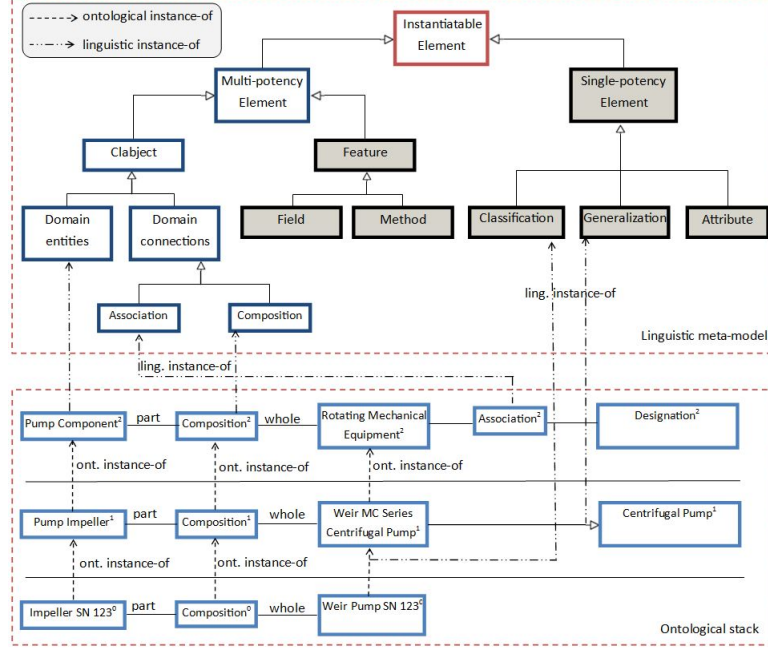 ontological instance-of
linguistic instance-of
Instantiatable
Element
Multi-potency
Element
Single-potency
Element
Clabject
Feature
Domain
entities
Domain
connections
Field
Method
Classification
Generalization
Attribute
Association
Composition
ling. instance-of
Linguistic meta-model
ling. instance-of
Pump Component²
part
Composition²
whole
Rotating Mechanical
Equipment²
Association²
Designation²
ont. instance-of
ont. instance-of
ont. instance-of
Pump Impeller¹
part
Composition¹
whole
Weir MC Series
Centrifugal Pump¹
Centrifugal Pump¹
ont. instance-of
ont. instance-of
Impeller SN 123⁰
part
Composition⁰
whole
Weir Pump SN 123⁰
Ontological stack